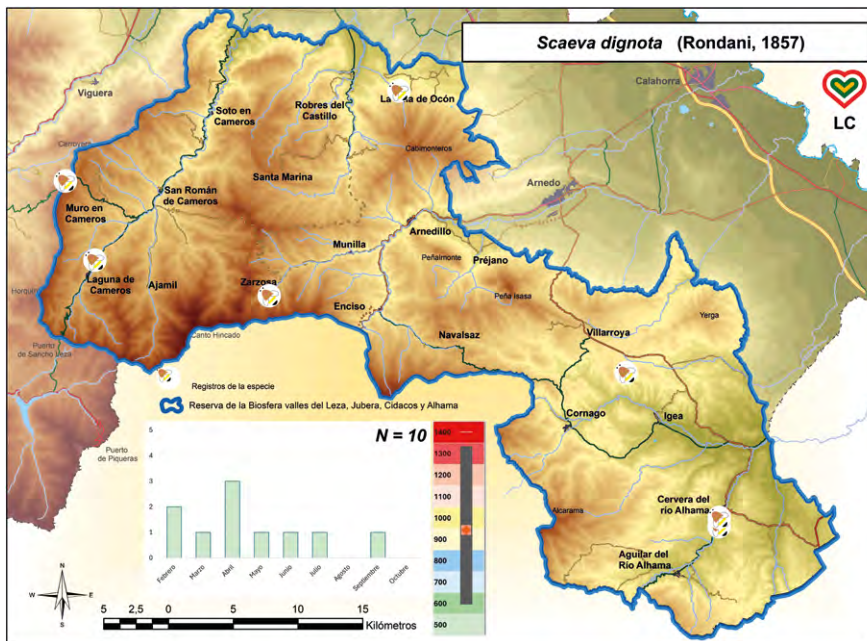 Scaeva dignota (Rondani, 1857)
LC
Viguera
Calahorra
Soto en
Cameros
Robres del
Castillo
Cabimonteros
Santa Marina
San Román
de Cameros
Arnedo
Muro en
Cameros
Arnedillo
Munilla
Peñalmonte
Préjano
Laguna de
Cameros
Ajamil
Zarzosa
Enciso
Peña Isasa
Yerga
Navalsaz
Villarroya
Canto Hincado
Puerto
de Sancho Leza
Registros de la especie
Reserva de la Biosfera valles del Leza, Jubera, Cidacos y Alhama
Cornago
Igea
Puerto
de Piqueras
N = 10
5
4
3
2
1
0
Febrero
Marzo
Abril
Mayo
Junio
Julio
Agosto
Septiembre
Octubre
1400
1300
1200
1100
1000
900
800
700
600
500
Alcarama
Cervera del
río Alhama
Aguilar del
Río Alhama
N
W
E
S
5
2,5
0
5
10
15
Kilómetros